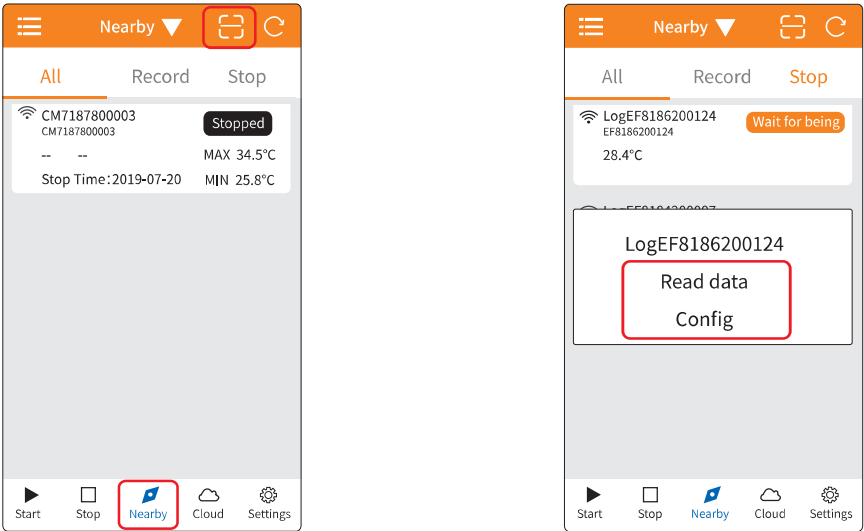 Nearby
All Record Stop
CM7187800003
CM7187800003
Stopped
-- -- MAX 34.5°C
Stop Time:2019-07-20 MIN 25.8°C
Start Stop Nearby Cloud Settings
Nearby
All Record Stop
LogEF8186200124
EF8186200124
Wait for being
28.4°C
LogEF8186200124
Read data
Config
Start Stop Nearby Cloud Settings